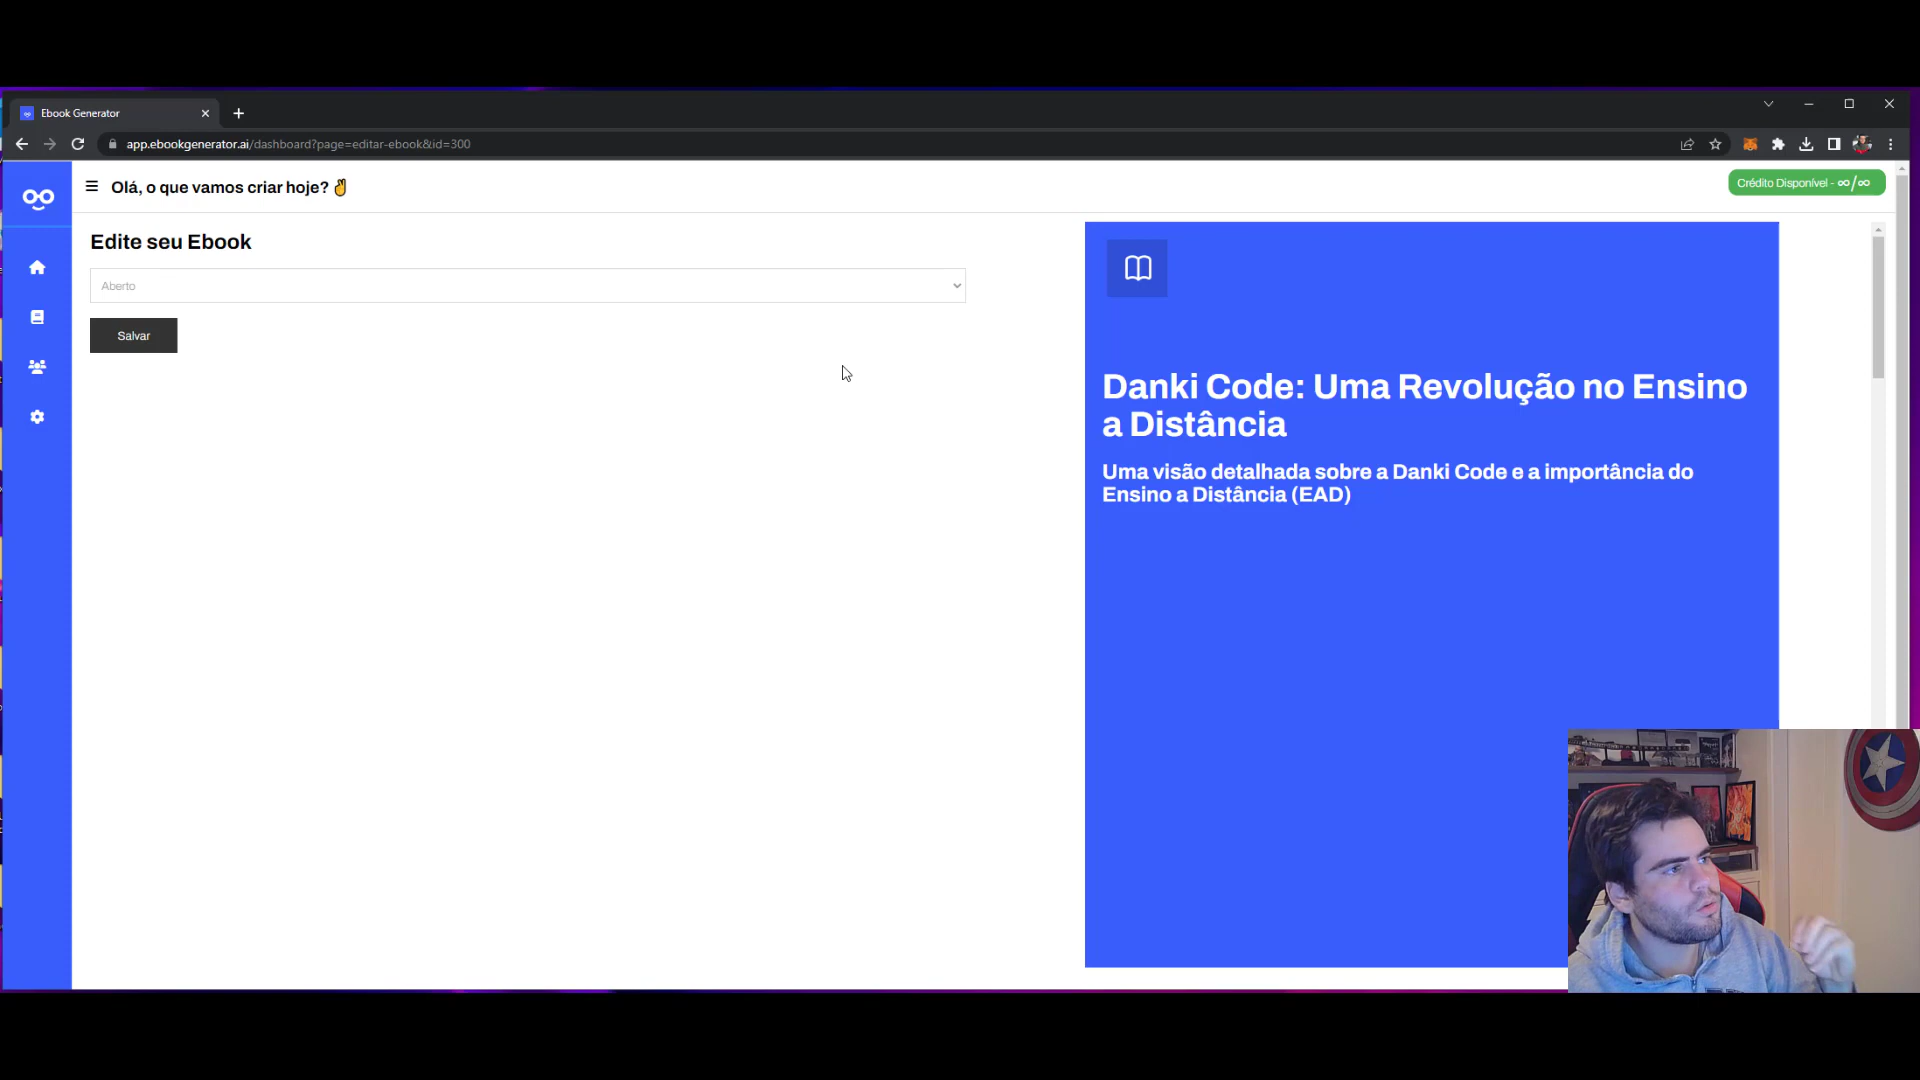 Ebook Generator
app.ebookgenerator.ai/dashboard?page=editar-ebook&id=300
Olá, o que vamos criar hoje?✌
Crédito Disponível - ∞/∞
Edite seu Ebook
Aberto
Salvar
Danki Code: Uma Revolução no Ensino
a Distância
Uma visão detalhada sobre a Danki Code e a importância do
Ensino a Distância (EAD)